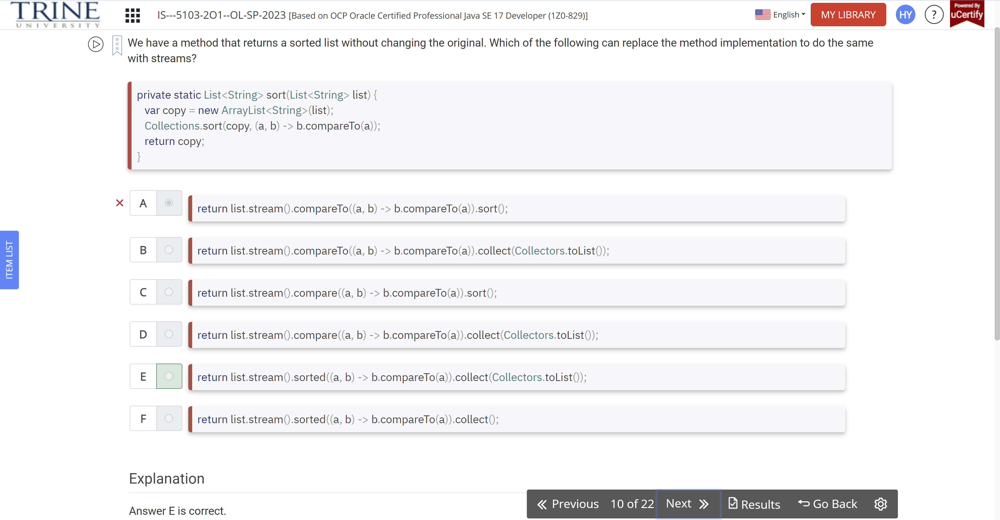 TRINE
UNIVERSITY
IS---5103-2O1--OL-SP-2023 [Based on OCP Oracle Certified Professional Java SE 17 Developer (1Z0-829)]
English
MY LIBRARY
HY
?
Powered By
uCertify
We have a method that returns a sorted list without changing the original. Which of the following can replace the method implementation to do the same
with streams?
private static List<String> sort(List<String> list) {
var copy = new ArrayList<String>(list);
Collections.sort(copy, (a, b) -> b.compareTo(a));
return copy;
}
A return list.stream().compareTo((a, b) -> b.compareTo(a)).sort();
B return list.stream().compareTo((a, b) -> b.compareTo(a)).collect(Collectors.toList());
C return list.stream().compare((a, b) -> b.compareTo(a)).sort();
D return list.stream().compare((a, b) -> b.compareTo(a)).collect(Collectors.toList());
E return list.stream().sorted((a, b) -> b.compareTo(a)).collect(Collectors.toList());
F return list.stream().sorted((a, b) -> b.compareTo(a)).collect();
ITEM LIST
Explanation
Answer E is correct.
Previous 10 of 22 Next Results Go Back